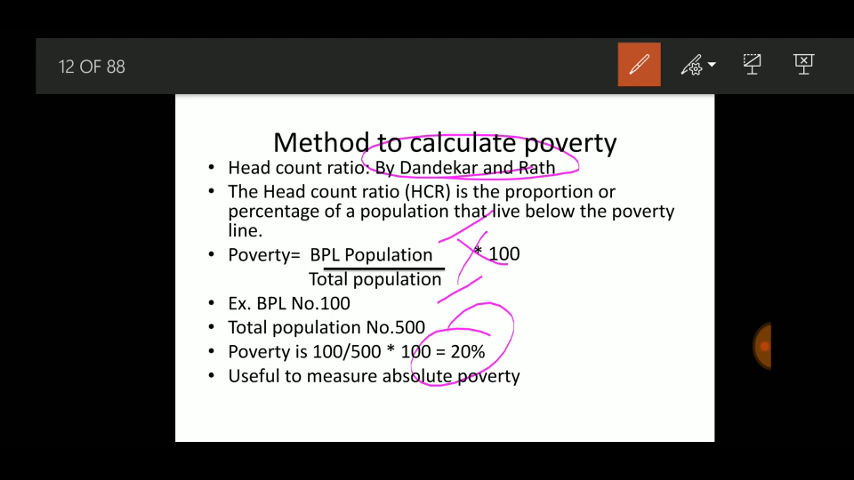 12 OF 88
Method to calculate poverty
• Head count ratio: By Dandekar and Rath
• The Head count ratio (HCR) is the proportion or
percentage of a population that live below the poverty
line.
• Poverty= BPL Population * 100
Total population
• Ex. BPL No.100
• Total population No.500
• Poverty is 100/500 * 100 = 20%
• Useful to measure absolute poverty